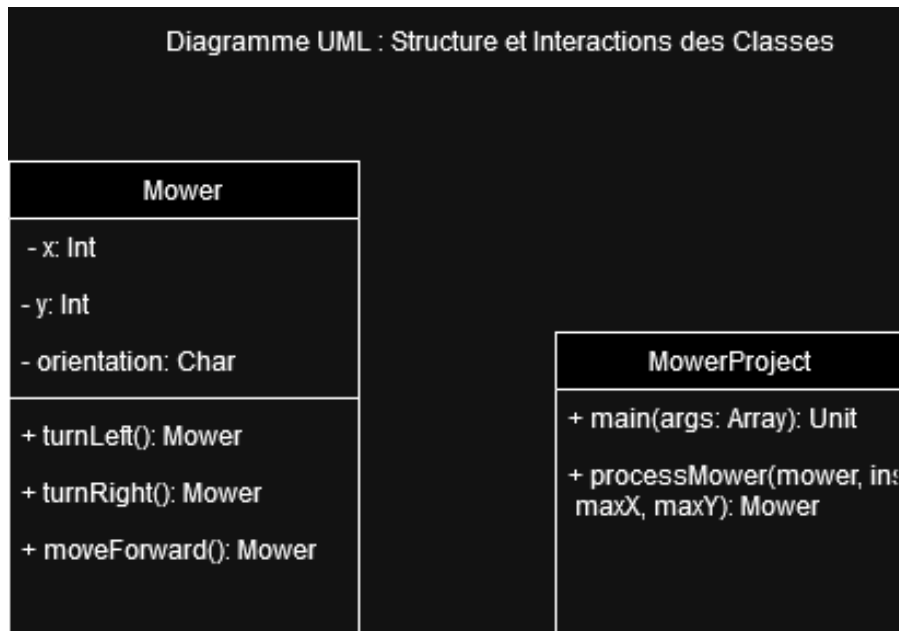 Diagramme UML : Structure et Interactions des Classes
Mower
- x: Int
- y: Int
- orientation: Char
+ turnLeft(): Mower
+ turnRight(): Mower
+ moveForward(): Mower
MowerProject
+ main(args: Array): Unit
+ processMower(mower,
maxX, maxY): Mower